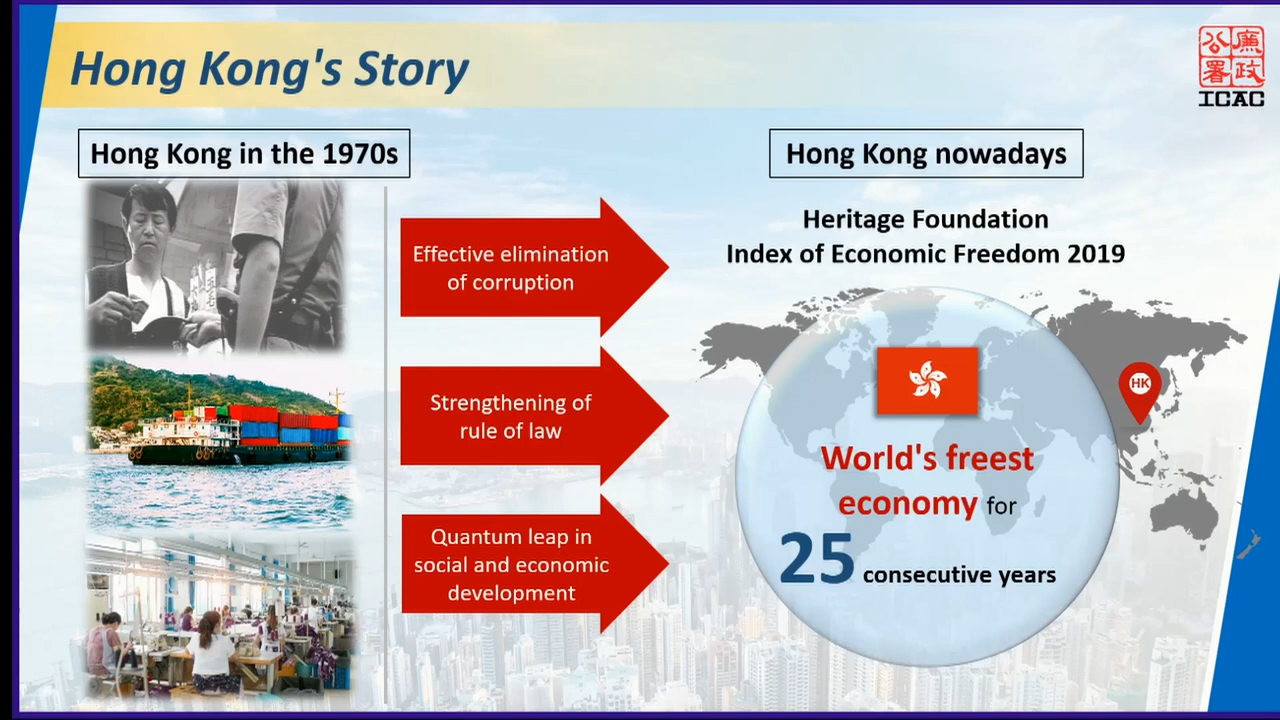 Hong Kong's Story
公廉
署政
ICAC
Hong Kong in the 1970s
Hong Kong nowadays
Effective elimination
of corruption
Strengthening of
rule of law
Quantum leap in
social and economic
development
Heritage Foundation
Index of Economic Freedom 2019
HK
World's freest
economy for
25 consecutive years